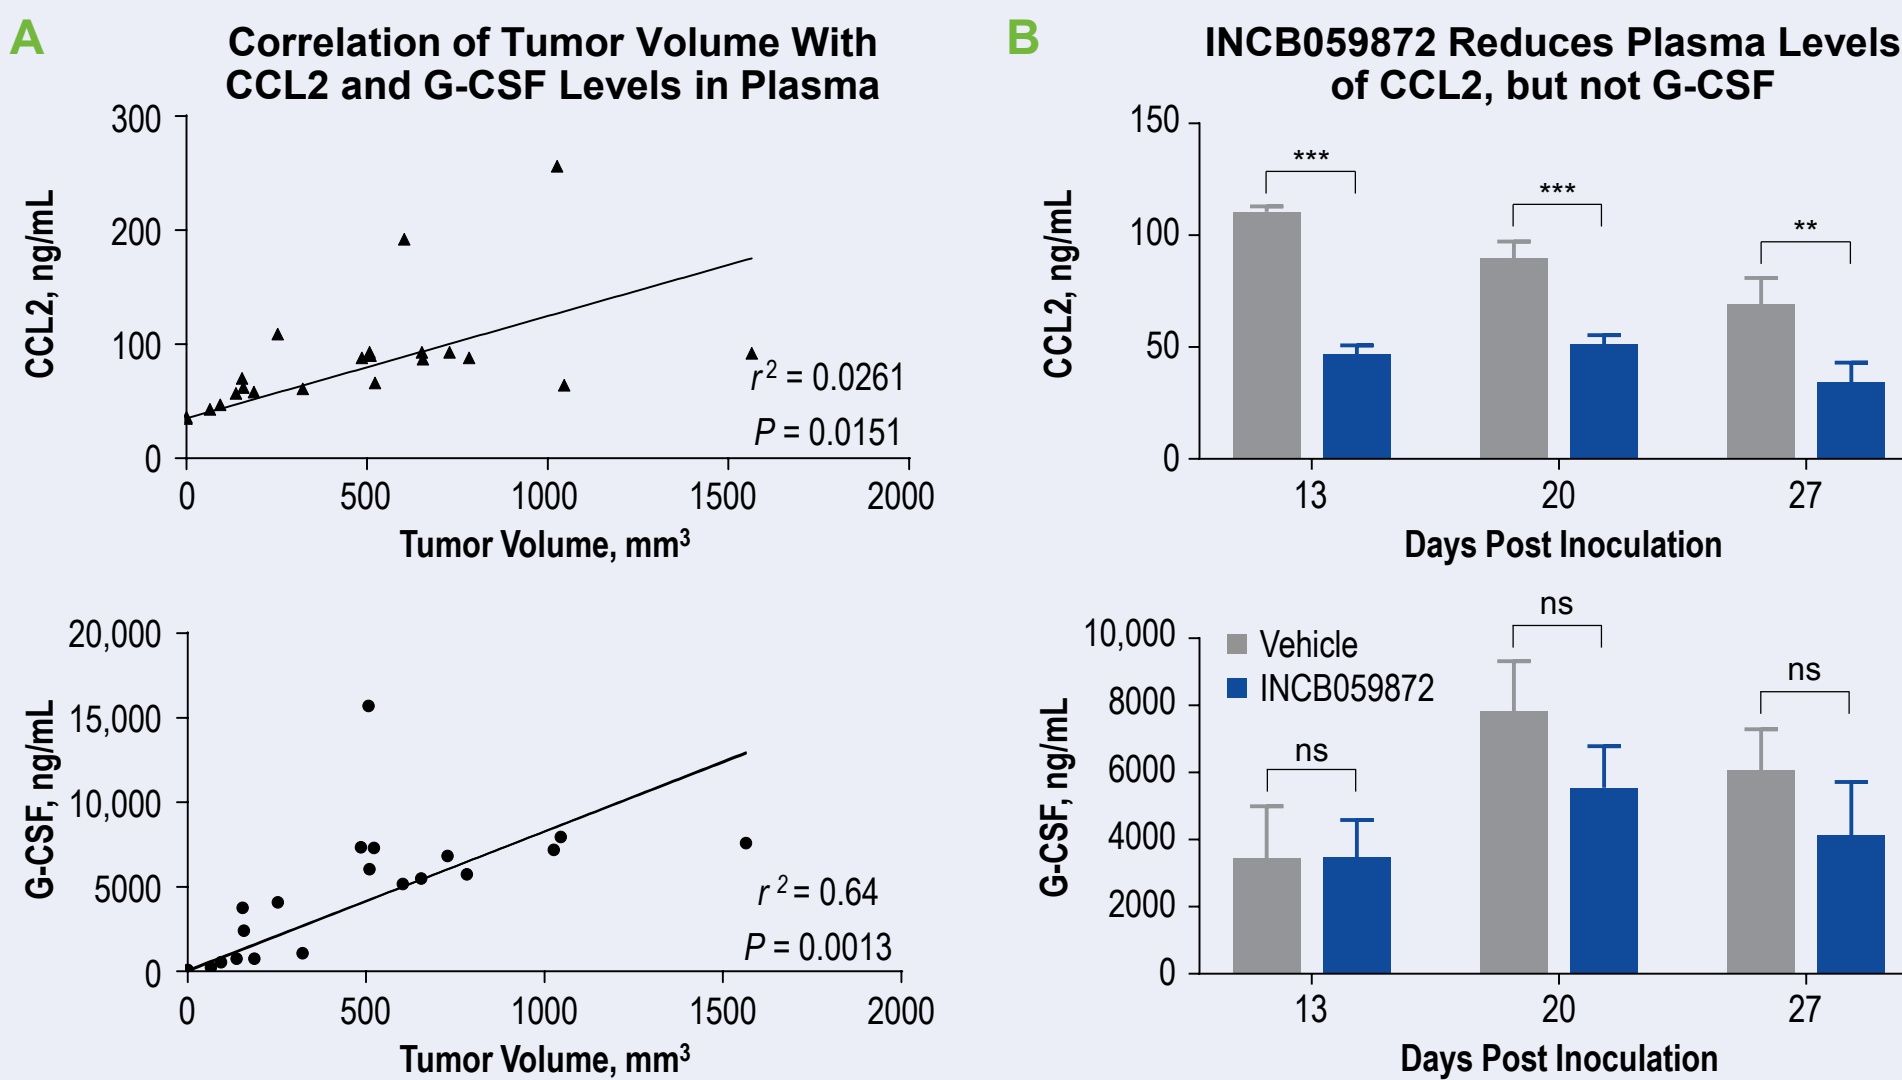 A
Correlation of Tumor Volume With
CCL2 and G-CSF Levels in Plasma
300
200
100
0
CCL2, ng/mL
r² = 0.0261
P = 0.0151
0 500 1000 1500 2000
Tumor Volume, mm³
20,000
15,000
10,000
5000
0
G-CSF, ng/mL
r² = 0.64
P = 0.0013
0 500 1000 1500 2000
Tumor Volume, mm³
B
INCB059872 Reduces Plasma Levels
of CCL2, but not G-CSF
150
100
50
0
CCL2, ng/mL
***
***
**
13 20 27
Days Post Inoculation
10,000
8000
6000
4000
2000
0
G-CSF, ng/mL
Vehicle
INCB059872
ns
ns
ns
13 20 27
Days Post Inoculation